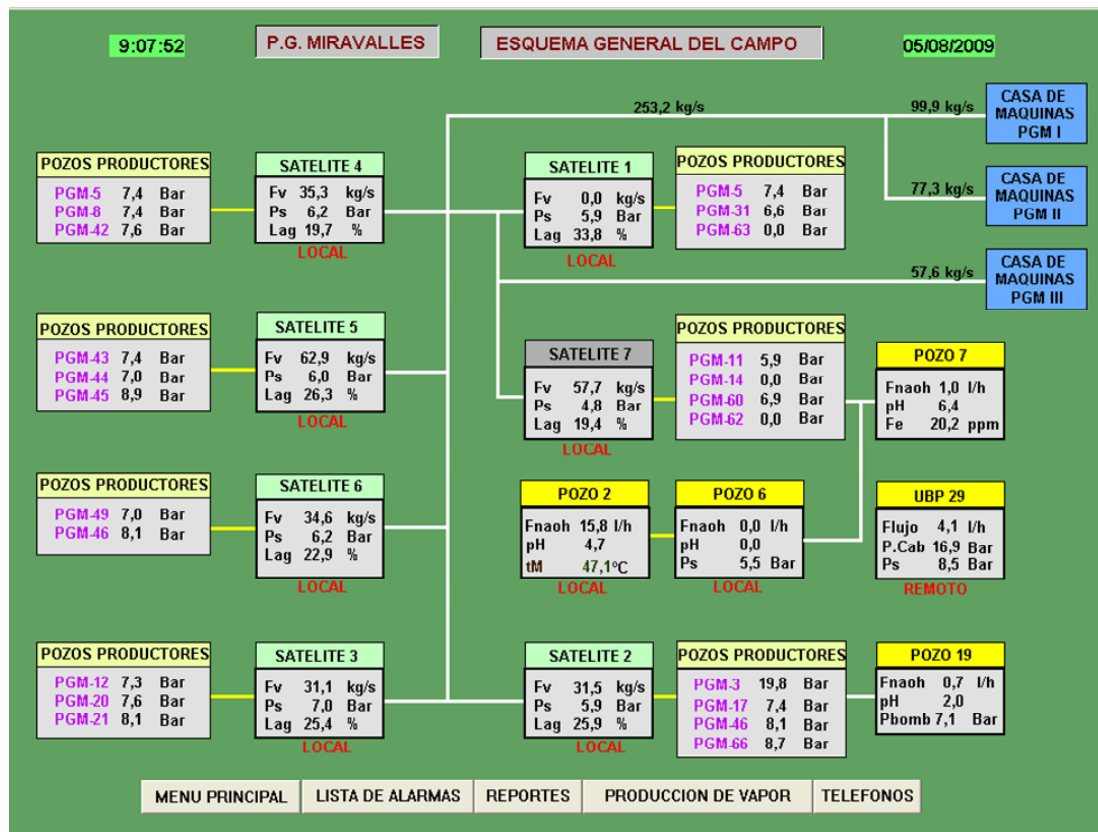 9:07:52
P.G. MIRAVALLES
ESQUEMA GENERAL DEL CAMPO
05/08/2009
253,2 kg/s
99,9 kg/s
CASA DE
MAQUINAS
PGM I
77,3 kg/s
CASA DE
MAQUINAS
PGM II
57,6 kg/s
CASA DE
MAQUINAS
PGM III
POZOS PRODUCTORES
PGM-5 7,4 Bar
PGM-8 7,4 Bar
PGM-42 7,6 Bar
SATELITE 4
Fv 35,3 kg/s
Ps 6,2 Bar
Lag 19,7 %
LOCAL
SATELITE 1
Fv 0,0 kg/s
Ps 5,9 Bar
Lag 33,8 %
LOCAL
POZOS PRODUCTORES
PGM-5 7,4 Bar
PGM-31 6,6 Bar
PGM-63 0,0 Bar
POZOS PRODUCTORES
PGM-43 7,4 Bar
PGM-44 7,0 Bar
PGM-45 8,9 Bar
SATELITE 5
Fv 62,9 kg/s
Ps 6,0 Bar
Lag 26,3 %
LOCAL
SATELITE 7
Fv 57,7 kg/s
Ps 4,8 Bar
Lag 19,4 %
LOCAL
POZOS PRODUCTORES
PGM-11 5,9 Bar
PGM-14 0,0 Bar
PGM-60 6,9 Bar
PGM-62 0,0 Bar
POZO 7
Fnaoh 1,0 l/h
pH 6,4
Fe 20,2 ppm
POZOS PRODUCTORES
PGM-49 7,0 Bar
PGM-46 8,1 Bar
SATELITE 6
Fv 34,6 kg/s
Ps 6,2 Bar
Lag 22,9 %
LOCAL
POZO 2
Fnaoh 15,8 l/h
pH 4,7
tM 47,1ºC
LOCAL
POZO 6
Fnaoh 0,0 l/h
pH 0,0
Ps 5,5 Bar
LOCAL
UBP 29
Flujo 4,1 l/h
P.Cab 16,9 Bar
Ps 8,5 Bar
REMOTO
POZOS PRODUCTORES
PGM-12 7,3 Bar
PGM-20 7,6 Bar
PGM-21 8,1 Bar
SATELITE 3
Fv 31,1 kg/s
Ps 7,0 Bar
Lag 25,4 %
LOCAL
SATELITE 2
Fv 31,5 kg/s
Ps 5,9 Bar
Lag 25,9 %
LOCAL
POZOS PRODUCTORES
PGM-3 19,8 Bar
PGM-17 7,4 Bar
PGM-46 8,1 Bar
PGM-66 8,7 Bar
POZO 19
Fnaoh 0,7 l/h
pH 2,0
Pbomb 7,1 Bar
MENU PRINCIPAL
LISTA DE ALARMAS
REPORTES
PRODUCCION DE VAPOR
TELEFONOS